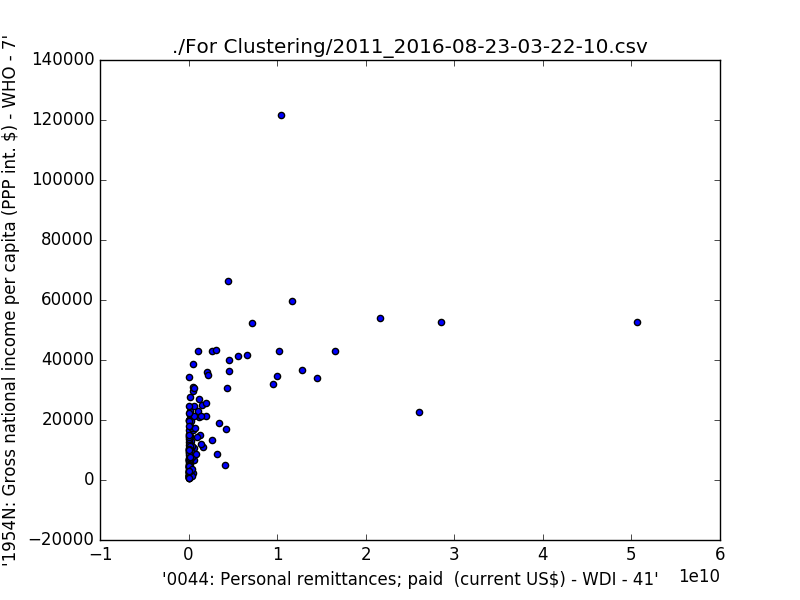 ./For Clustering/2011_2016-08-23-03-22-10.csv
140000
120000
100000
80000
60000
40000
20000
0
−20000
−1 0 1 2 3 4 5 6
1e10
'0044: Personal remittances; paid  (current US$) - WDI - 41'
'1954N: Gross national income per capita (PPP int. $) - WHO - 7'